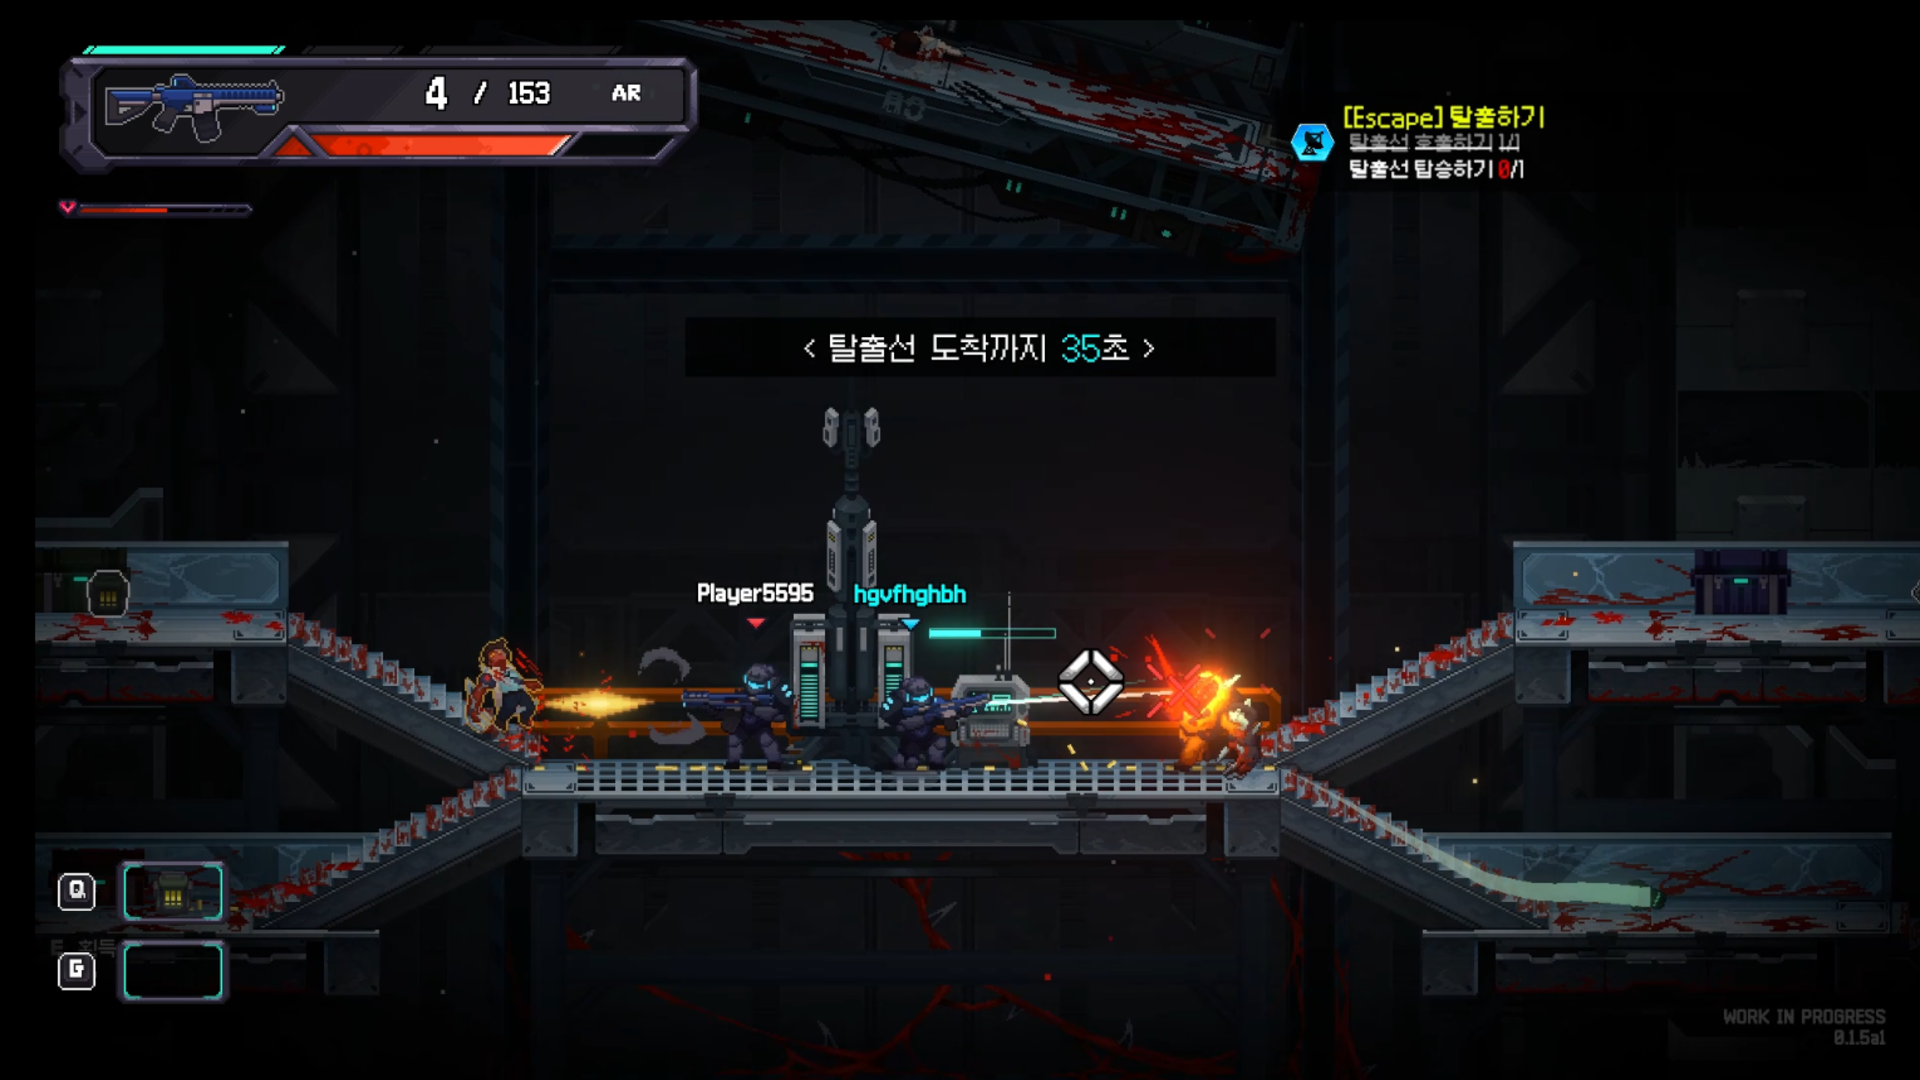 4 / 153 AR
[Escape] 탈출하기
탈출선 호출하기 1/1
탈출선 탑승하기 0/1
< 탈출선 도착까지 35초 >
Player5595
hgvfhghbh
Q
G
WORK IN PROGRESS
0.1.5a1